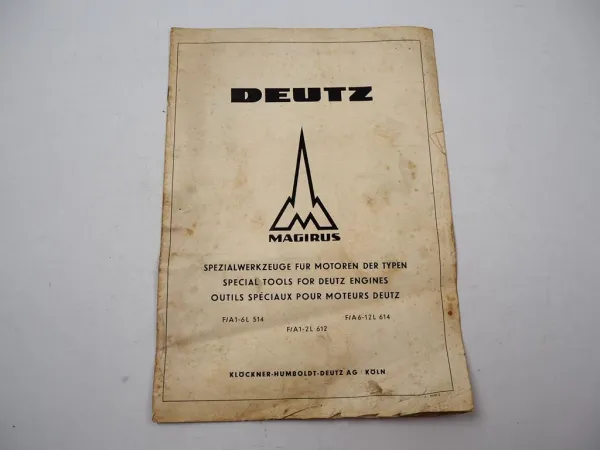 DEUTZ
MAGIRUS
SPEZIALWERKZEUGE FÜR MOTOREN DER TYPEN
SPECIAL TOOLS FOR DEUTZ ENGINES
OUTILS SPÉCIAUX POUR MOTEURS DEUTZ
F/A1-6L 514
F/A6-12L 614
F/A1-2L 612
KLÖCKNER-HUMBOLDT-DEUTZ AG · KÖLN